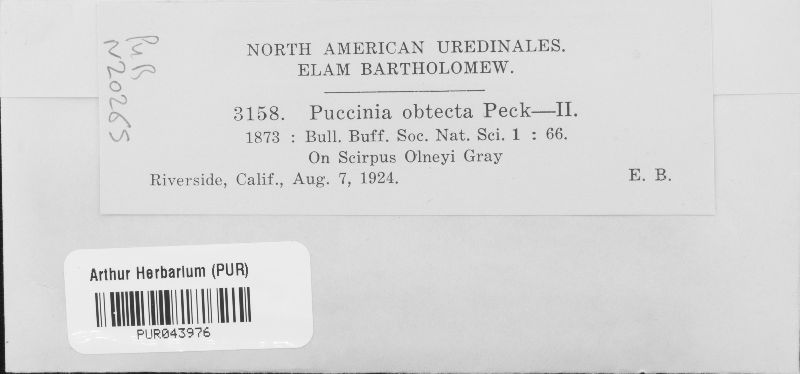 PUR
N20265
NORTH AMERICAN UREDINALES.
ELAM BARTHOLOMEW.
3158. Puccinia obtecta Peck—II.
1873 : Bull. Buff. Soc. Nat. Sci. 1 : 66.
On Scirpus Olneyi Gray
Riverside, Calif., Aug. 7, 1924. E. B.
Arthur Herbarium (PUR)
PUR043976